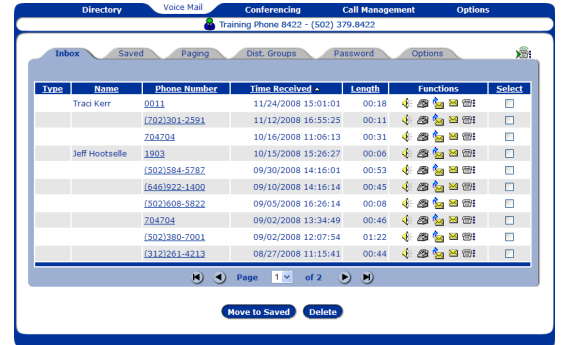 Directory Voice Mail Conferencing Call Management Options
Training Phone 8422 - (502) 379.8422
Inbox Saved Paging Dist. Groups Password Options
Type Name Phone Number Time Received Length Functions Select
Traci Kerr 0011 11/24/2008 15:01:01 00:18
(702)301-2591 11/12/2008 16:55:25 00:11
704704 10/16/2008 11:06:13 00:31
Jeff Hootselle 1903 10/15/2008 15:26:27 00:06
(502)584-5787 09/30/2008 14:16:01 00:53
(646)922-1400 09/10/2008 14:16:14 00:45
(502)608-5822 09/05/2008 16:26:14 00:08
704704 09/02/2008 13:34:49 00:46
(502)380-7001 09/02/2008 12:07:54 01:22
(312)261-4213 08/27/2008 11:15:41 00:44
Page 1 of 2
Move to Saved Delete